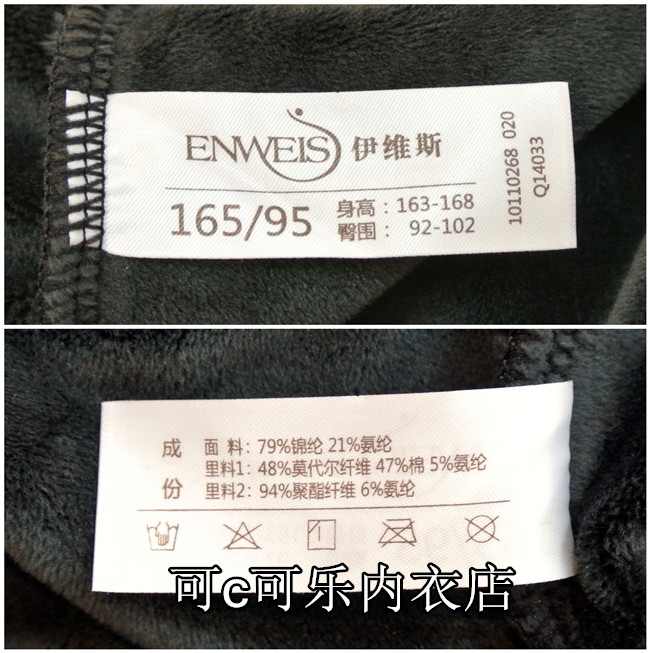 ENWEIS 伊维斯
165/95
身高：163-168
臀围： 92-102
10110268 020
Q14033
成 面 料：79%锦纶 21%氨纶
里料1：48%莫代尔纤维 47%棉 5%氨纶
份 里料2：94%聚酯纤维 6%氨纶
可c可乐内衣店